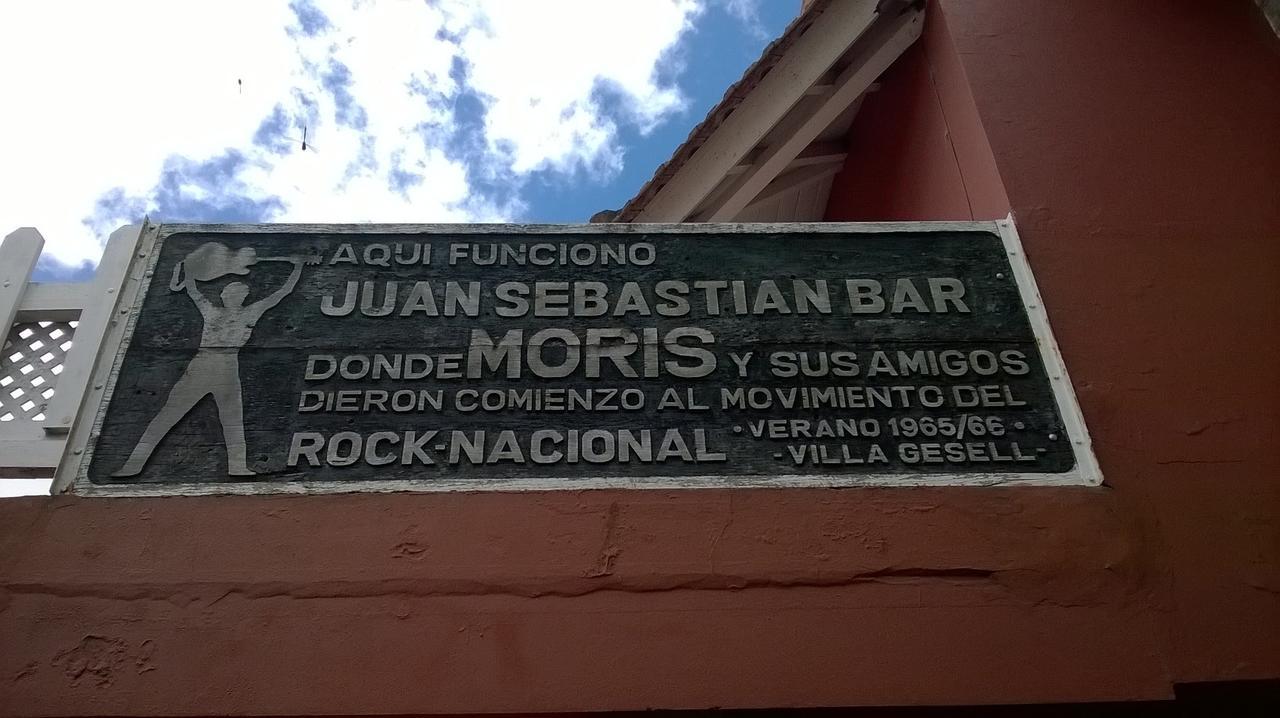 AQUI FUNCIONÓ
JUAN SEBASTIAN BAR
DONDE MORIS Y SUS AMIGOS
DIERON COMIENZO AL MOVIMIENTO DEL
ROCK-NACIONAL • VERANO 1965/66 •
-VILLA GESELL-